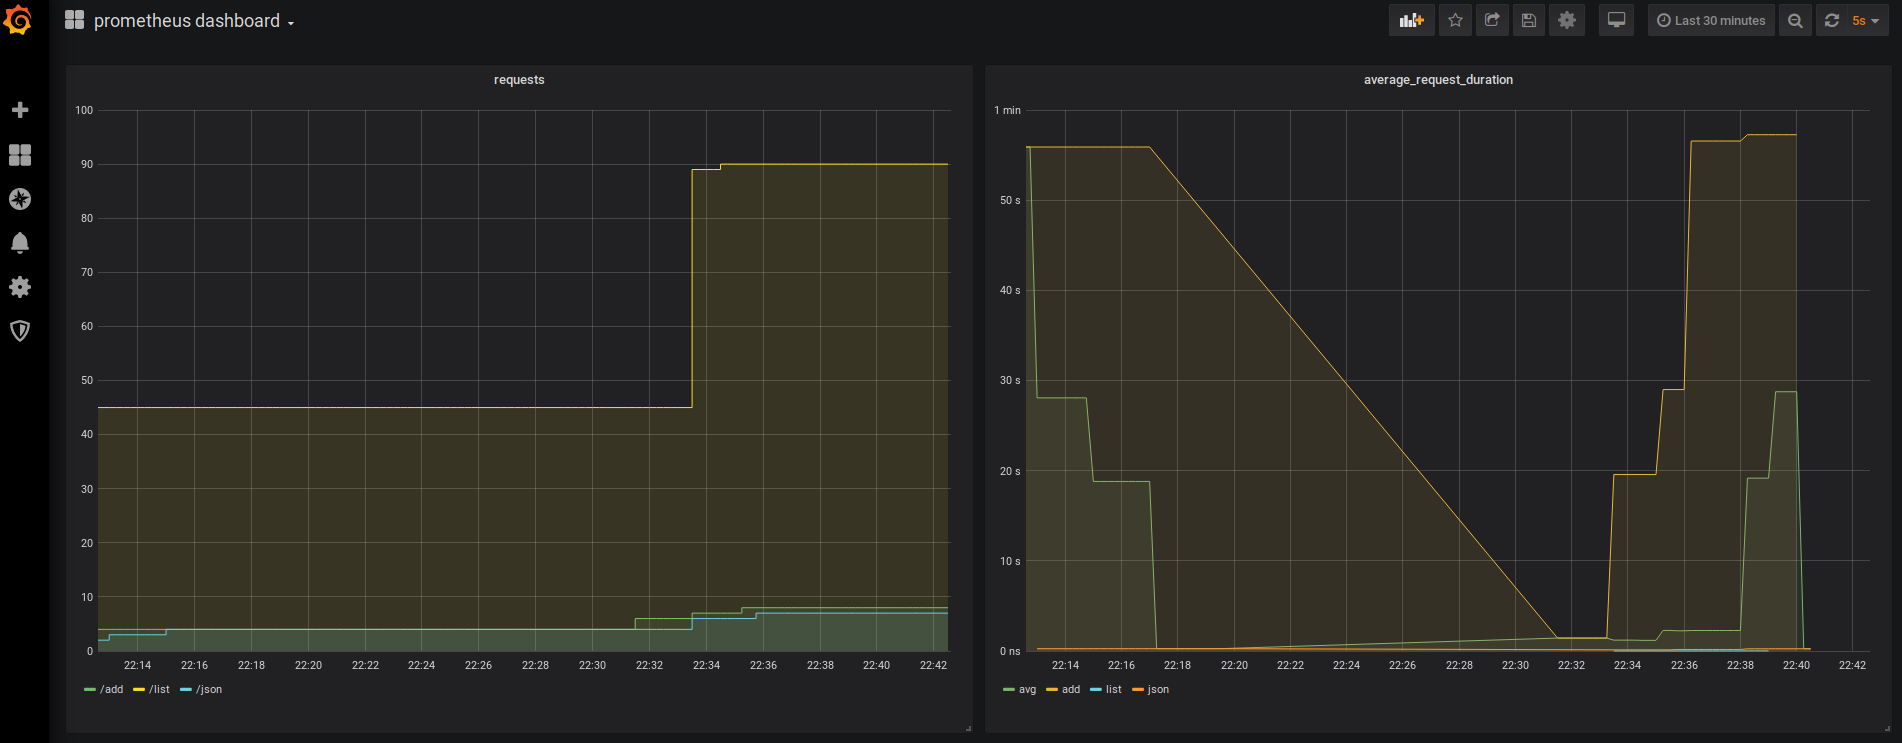 prometheus dashboard
Last 30 minutes
5s
requests
100
90
80
70
60
50
40
30
20
10
0
22:14 22:16 22:18 22:20 22:22 22:24 22:26 22:28 22:30 22:32 22:34 22:36 22:38 22:40 22:42
/add /list /json
average_request_duration
1 min
50 s
40 s
30 s
20 s
10 s
0 ns
22:14 22:16 22:18 22:20 22:22 22:24 22:26 22:28 22:30 22:32 22:34 22:36 22:38 22:40 22:42
avg add list json